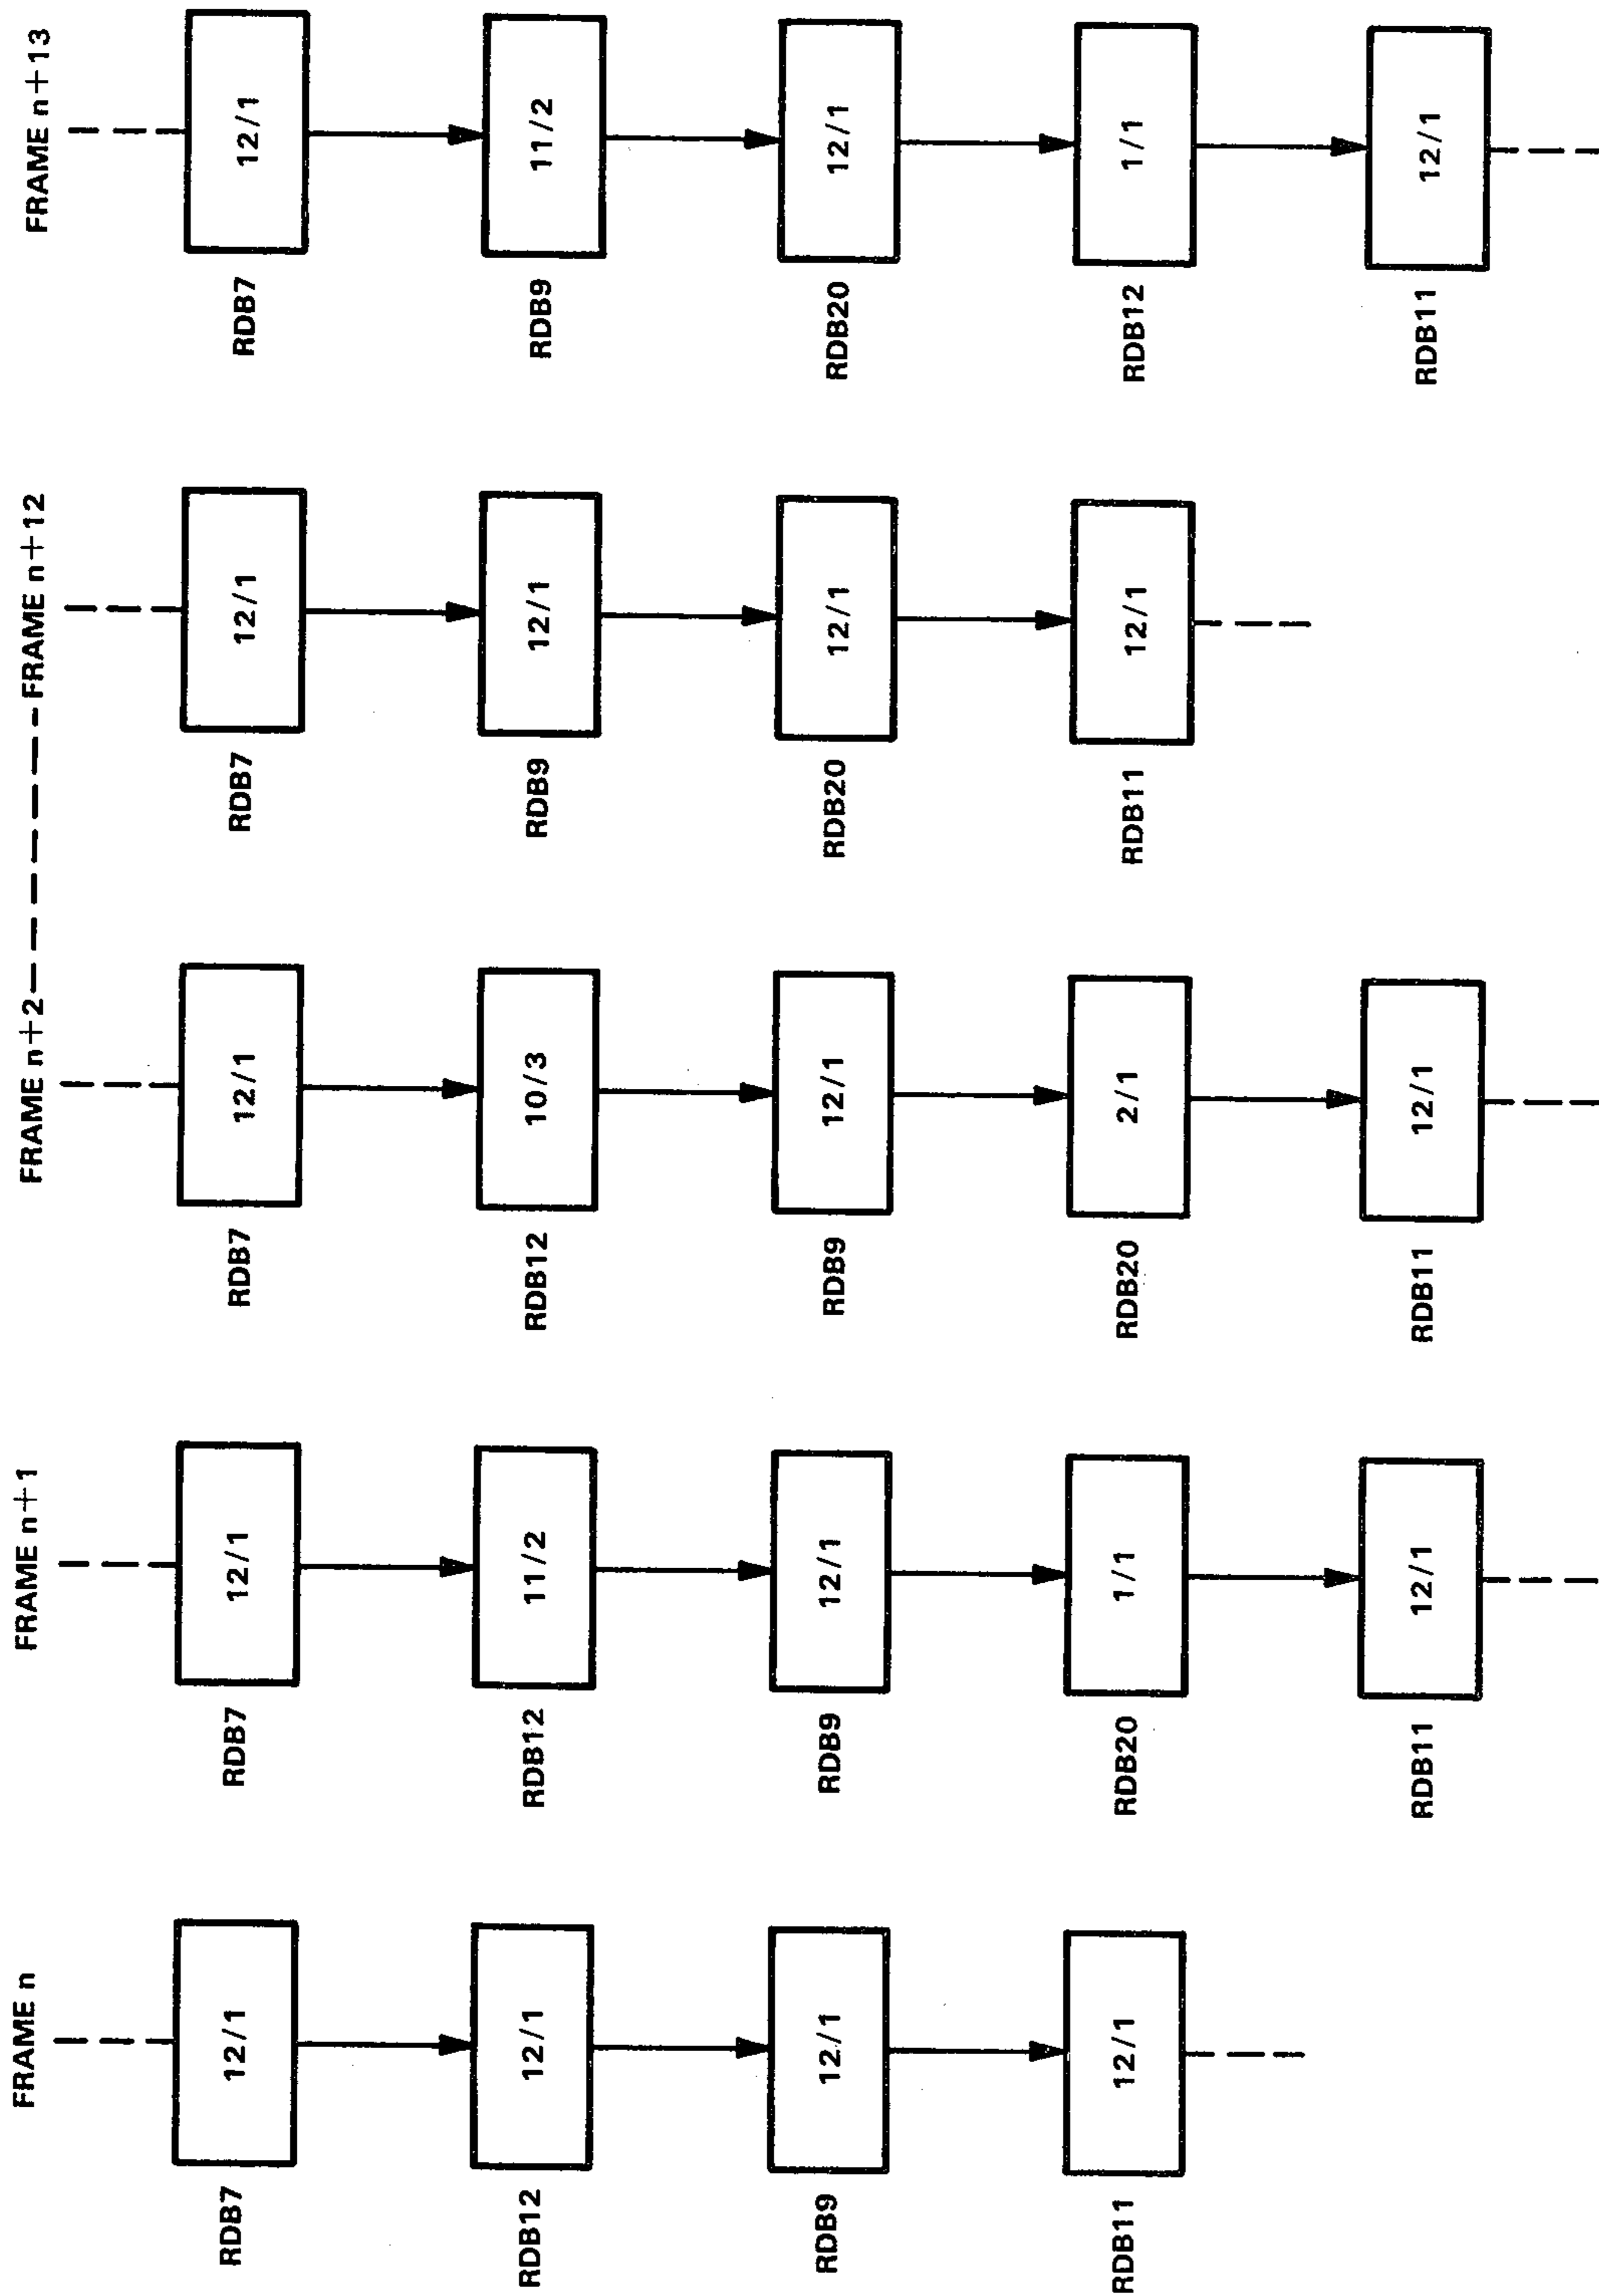 FRAME n
RDB7
12/1
RDB12
12/1
RDB9
12/1
RDB11
12/1
FRAME n+1
RDB7
12/1
RDB12
11/2
RDB9
12/1
RDB20
1/1
RDB11
12/1
FRAME n+2 — — — — — — FRAME n+12
RDB7
12/1
RDB12
10/3
RDB9
12/1
RDB20
2/1
RDB11
12/1
RDB7
12/1
RDB9
12/1
RDB20
12/1
RDB11
12/1
FRAME n+13
RDB7
12/1
RDB9
11/2
RDB20
12/1
RDB12
1/1
RDB11
12/1